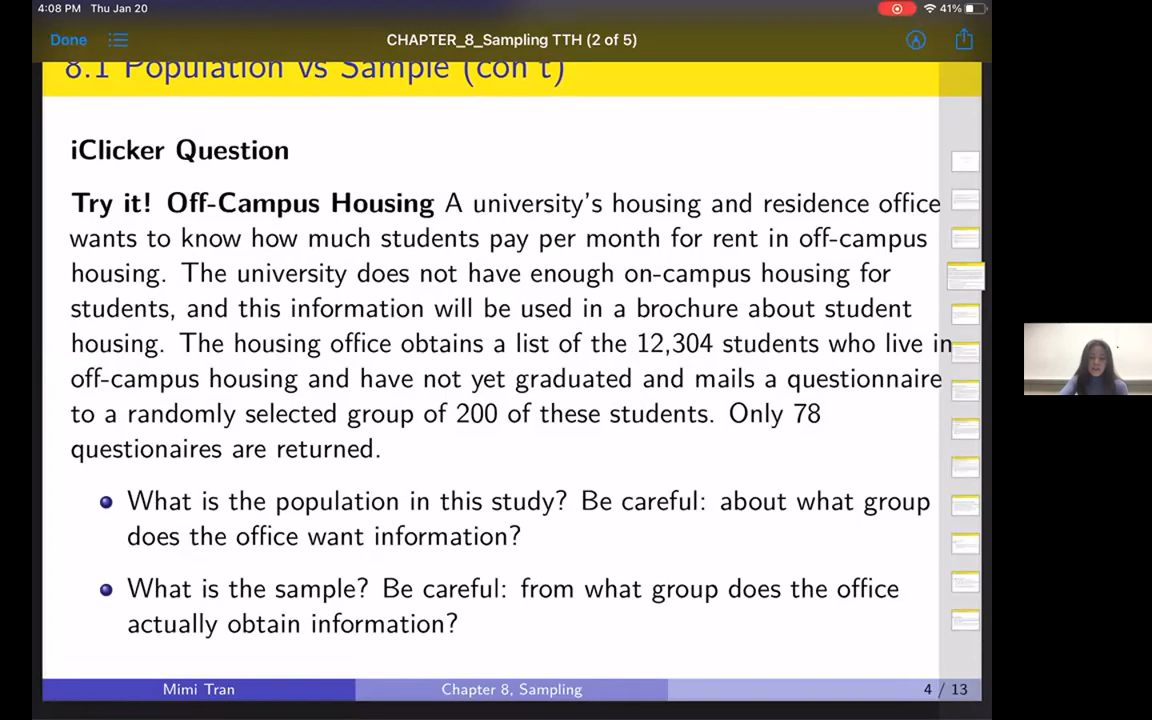 4:08 PM Thu Jan 20
41%
Done
CHAPTER_8_Sampling TTH (2 of 5)
8.1 Population vs Sample (con't)
iClicker Question
Try it! Off-Campus Housing A university's housing and residence office
wants to know how much students pay per month for rent in off-campus
housing. The university does not have enough on-campus housing for
students, and this information will be used in a brochure about student
housing. The housing office obtains a list of the 12,304 students who live in
off-campus housing and have not yet graduated and mails a questionnaire
to a randomly selected group of 200 of these students. Only 78
questionaires are returned.
What is the population in this study? Be careful: about what group
does the office want information?
What is the sample? Be careful: from what group does the office
actually obtain information?
Mimi Tran
Chapter 8, Sampling
4 / 13